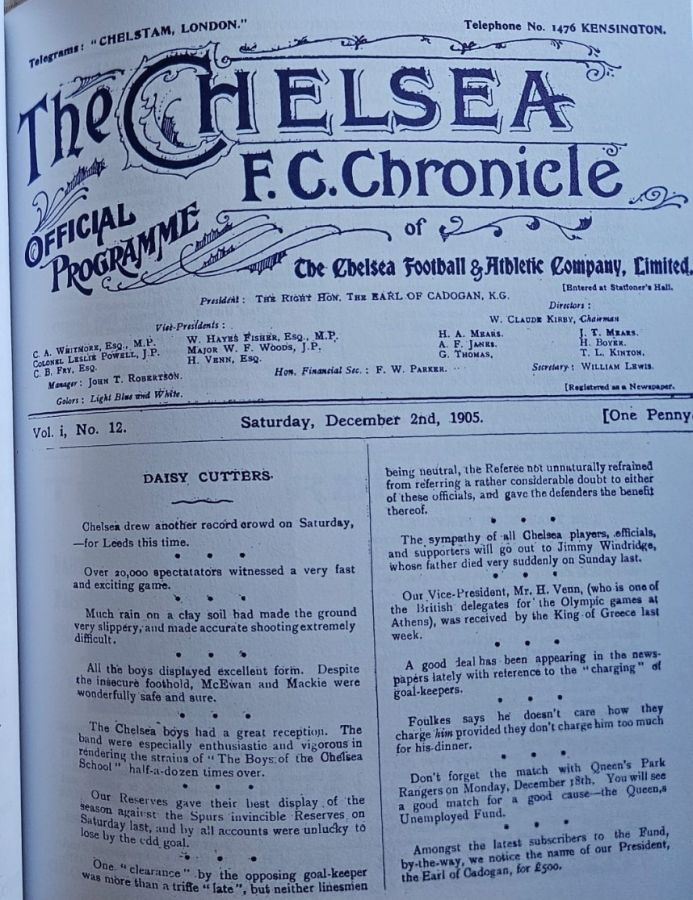 Telegrams: "CHELSTAM, LONDON."
Telephone No. 1476 KENSINGTON.
The CHELSEA
F.C. Chronicle
OFFICIAL
PROGRAMME
of
The Chelsea Football & Athletic Company, Limited.
[Entered at Stationer's Hall.
President: THE RIGHT HON. THE EARL OF CADOGAN, K.G.
Vice-Presidents:
C. A. WHITMORE, ESQ., M.P.
COLONEL LESLIE POWELL, J.P.
C. B. FRY, ESQ.
W. HAYES FISHER, ESQ., M.P.
MAJOR W. F. WOODS, J.P.
H. VENN, ESQ.
Directors:
W. CLAUDE KIRBY, Chairman
H. A. MEARS.
A. F. JANES.
G. THOMAS,
J. T. MEARS.
H. BOYER.
T. L. KINTON.
Manager: JOHN T. ROBERTSON.
Hon. Financial Sec.: F. W. PARKER.
Secretary: WILLIAM LEWIS.
Colors: Light Blue and White.
[Registered as a Newspaper.
Vol. i, No. 12.
Saturday, December 2nd, 1905.
[One Penny
DAISY CUTTERS.
Chelsea drew another record crowd on Saturday,
—for Leeds this time.
Over 20,000 spectatators witnessed a very fast
and exciting game.
Much rain on a clay soil had made the ground
very slippery, and made accurate shooting extremely
difficult.
All the boys displayed excellent form. Despite
the insecure foothold, McEwan and Mackie were
wonderfully safe and sure.
The Chelsea boys had a great reception. The
band were especially enthusiastic and vigorous in
rendering the strains of "The Boys of the Chelsea
School" half-a-dozen times over.
Our Reserves gave their best display of the
season against the Spurs invincible Reserves on
Saturday last, and by all accounts were unlucky to
lose by the odd goal.
One "clearance" by the opposing goal-keeper
was more than a trifle "late", but neither linesmen
being neutral, the Referee not unnaturally refrained
from referring a rather considerable doubt to either
of these officials, and gave the defenders the benefit
thereof.
The sympathy of all Chelsea players, officials,
and supporters will go out to Jimmy Windridge,
whose father died very suddenly on Sunday last.
Our Vice-President, Mr. H. Venn, (who is one of
the British delegates for the Olympic games at
Athens), was received by the King of Greece last
week.
A good deal has been appearing in the news-
papers lately with reference to the "charging" of
goal-keepers.
Foulkes says he doesn't care how they
charge him provided they don't charge him too much
for his dinner.
Don't forget the match with Queen's Park
Rangers on Monday, December 18th. You will see
a good match for a good cause—the Queen,s
Unemployed Fund.
Amongst the latest subscribers to the Fund,
by-the-way, we notice the name of our President,
the Earl of Cadogan, for £500.